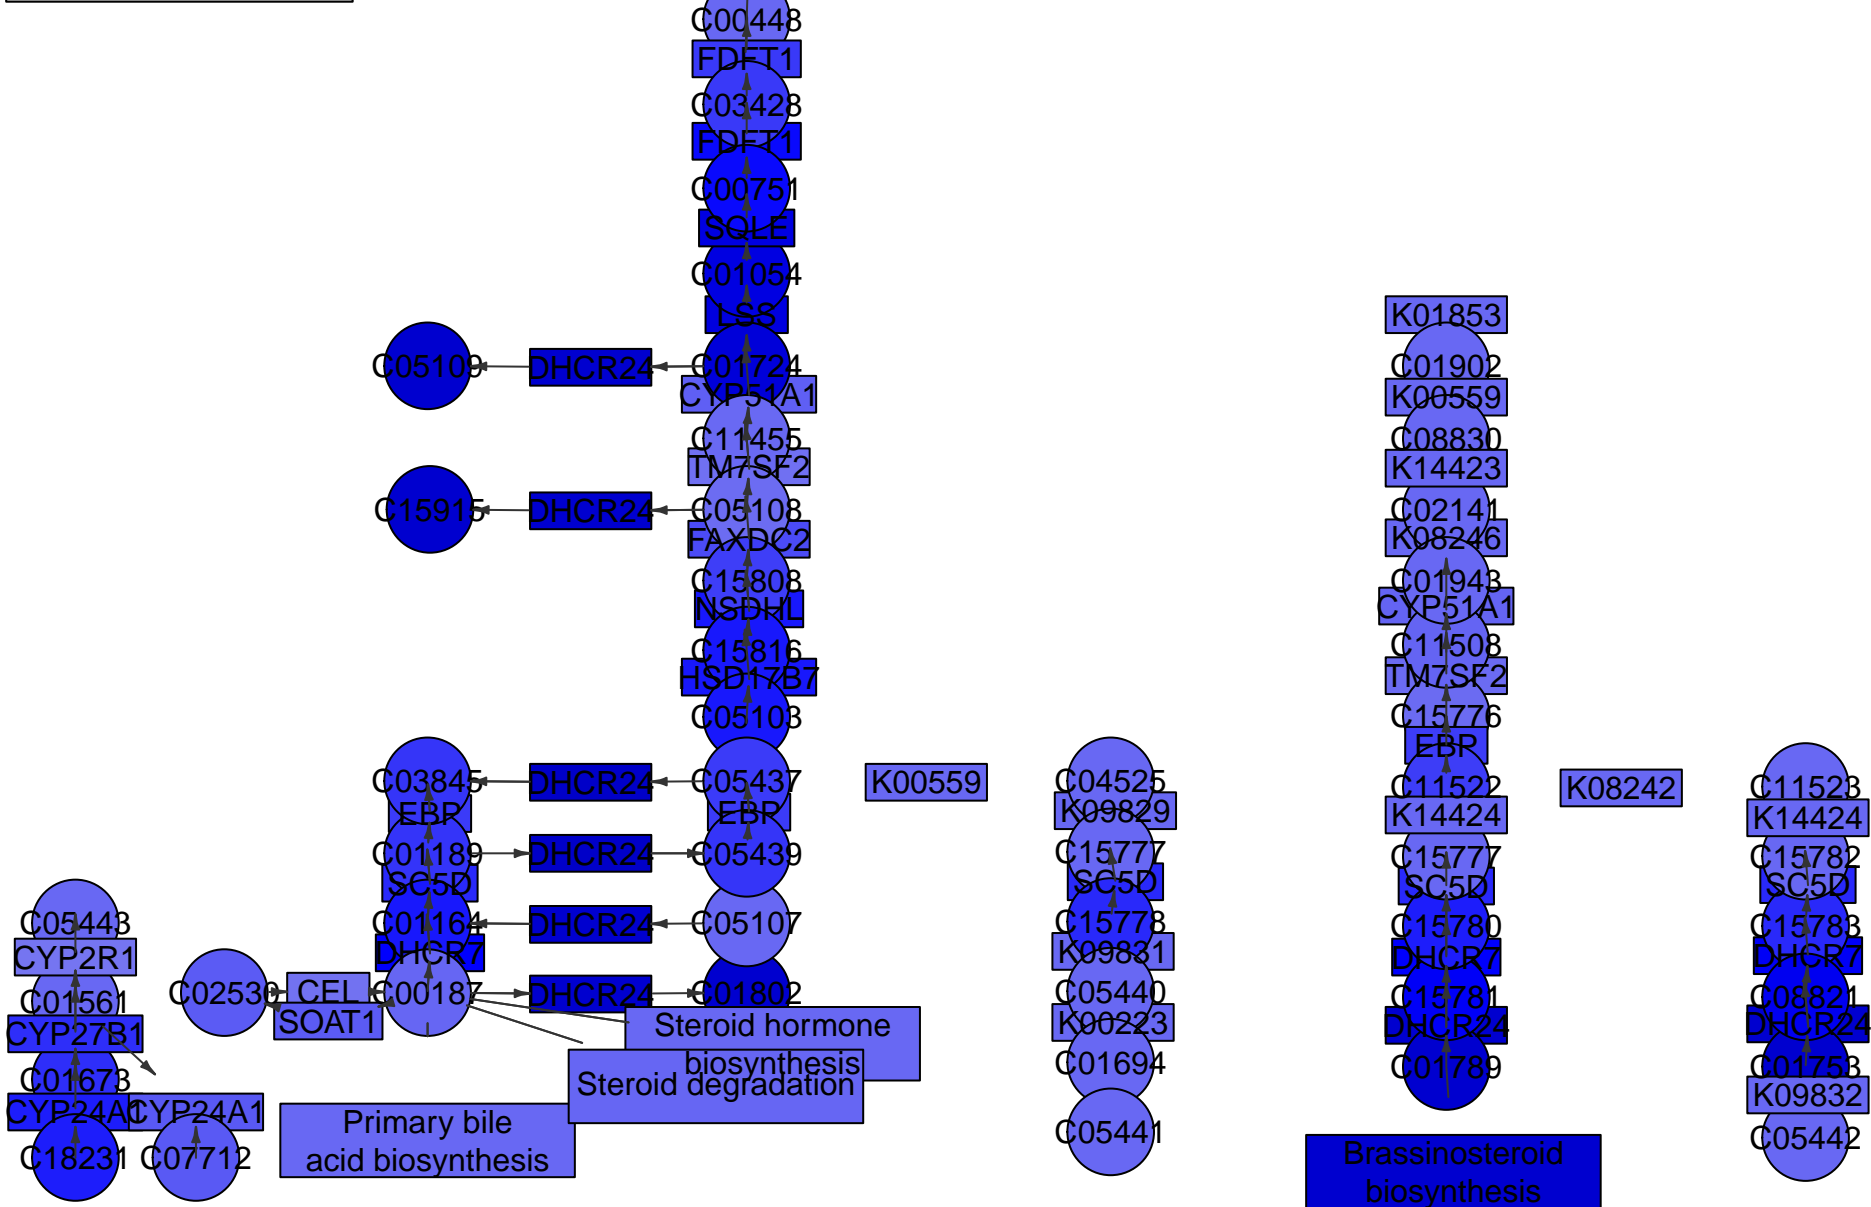 C00448
FDFT1
C03428
FDFT1
C00751
SQLE
C01054
LSS
C05109
DHCR24
C01724
CYP51A1
C11455
TM7SF2
C15915
DHCR24
C05108
FAXDC2
C15808
NSDHL
C15816
HSD17B7
C05103
C03845
DHCR24
C05437
EBP
EBP
C01189
DHCR24
C05439
SC5D
C01164
DHCR24
C05107
DHCR7
C02530
CEL
C00187
DHCR24
C01802
SOAT1
Steroid hormone
biosynthesis
Steroid degradation
Primary bile
acid biosynthesis
C05443
CYP2R1
C01561
CYP27B1
C01673
CYP24A1
CYP24A1
C18231
C07712
K00559
C04525
K09829
C15777
SC5D
C15778
K09831
C05440
K00223
C01694
C05441
K01853
C01902
K00559
C08830
K14423
C02141
K08246
C01943
CYP51A1
C11508
TM7SF2
C15776
EBP
C11522
K14424
C15777
SC5D
C15780
DHCR7
C15781
DHCR24
C01789
Brassinosteroid
biosynthesis
K08242
C11523
K14424
C15782
SC5D
C15783
DHCR7
C08821
DHCR24
C01753
K09832
C05442